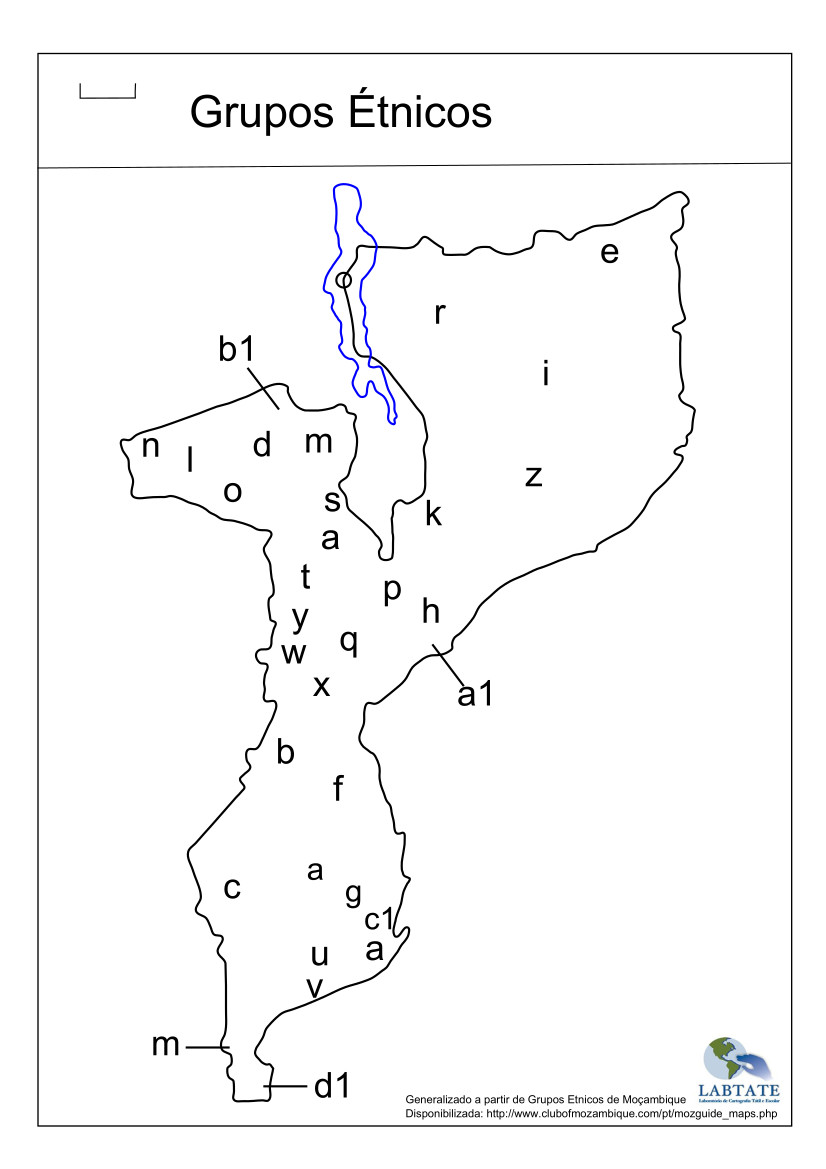 Grupos Étnicos
e
r
b1
i
n
l
d
m
o
z
s
k
a
t
p
y
h
w
q
x
a1
b
f
a
c
g
c1
u
a
v
m
d1
LABTATE
Laboratório de Cartografia Tátil e Escolar
Generalizado a partir de Grupos Etnicos de Moçambique
Disponibilizada: http://www.clubofmozambique.com/pt/mozguide_maps.php